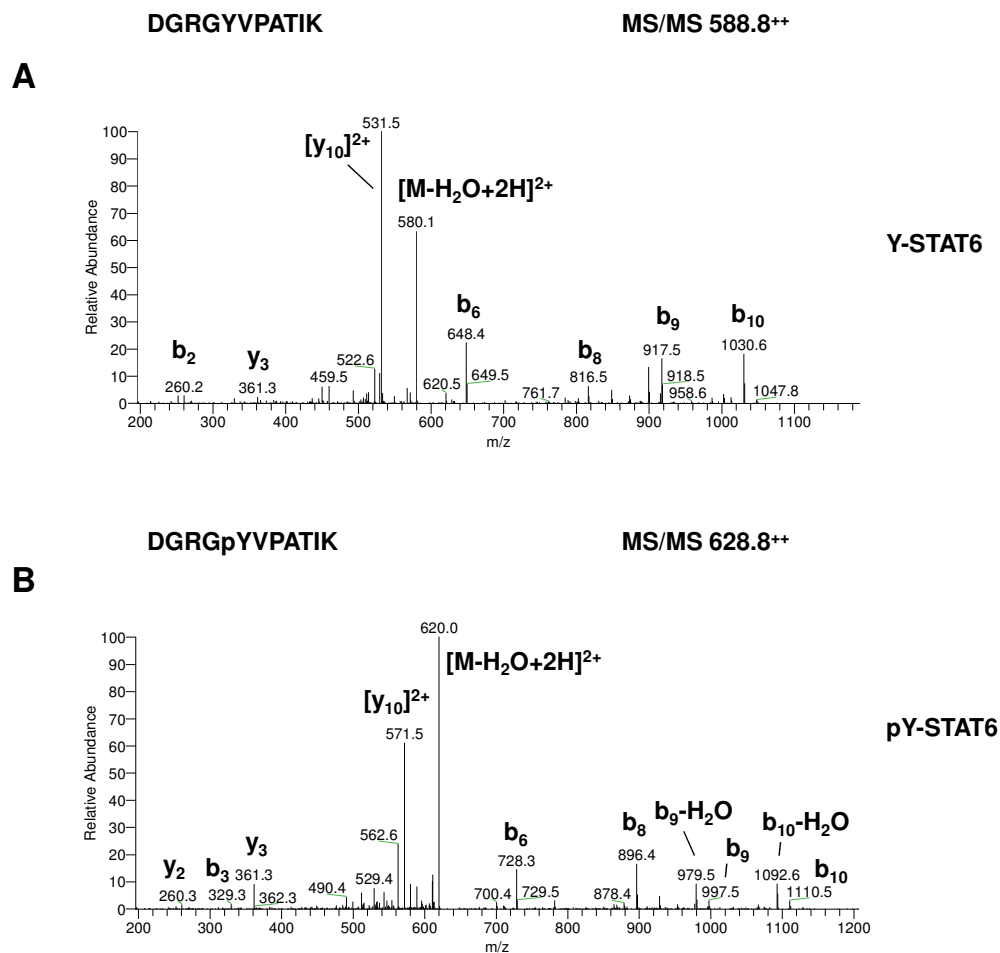 DGRGYVPATIK MS/MS 588.8++
A
531.5
[y10]2+
[M-H2O+2H]2+
580.1
Y-STAT6
Relative Abundance
100
90
80
70
60
50
40
30
20
10
0
b2
260.2
y3
361.3
459.5
522.6
b6
648.4
649.5
620.5
761.7
b8
816.5
b9
917.5
918.5
958.6
b10
1030.6
1047.8
200 300 400 500 600 700 800 900 1000 1100
m/z
DGRGpYVPATIK MS/MS 628.8++
B
620.0
[M-H2O+2H]2+
[y10]2+
571.5
pY-STAT6
Relative Abundance
100
90
80
70
60
50
40
30
20
10
0
y2
260.3
b3
329.3
y3
361.3
362.3
490.4
529.4
562.6
b6
728.3
700.4
729.5
b8
896.4
878.4
b9-H2O
979.5
b9
997.5
b10-H2O
1092.6
b10
1110.5
200 300 400 500 600 700 800 900 1000 1100 1200
m/z